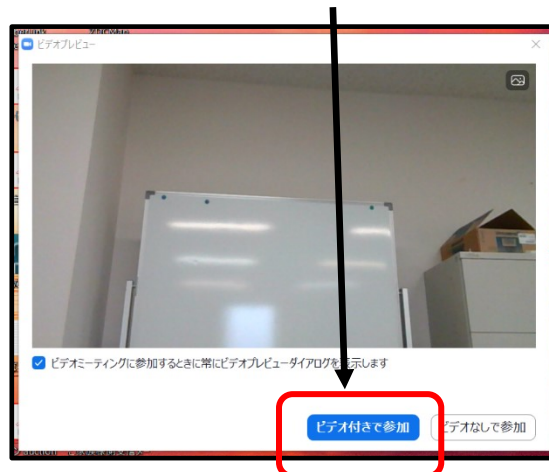 ビデオプレビュー
ビデオミーティングに参加するときに常にビデオプレビューダイアログを表示します
ビデオ付きで参加
ビデオなしで参加